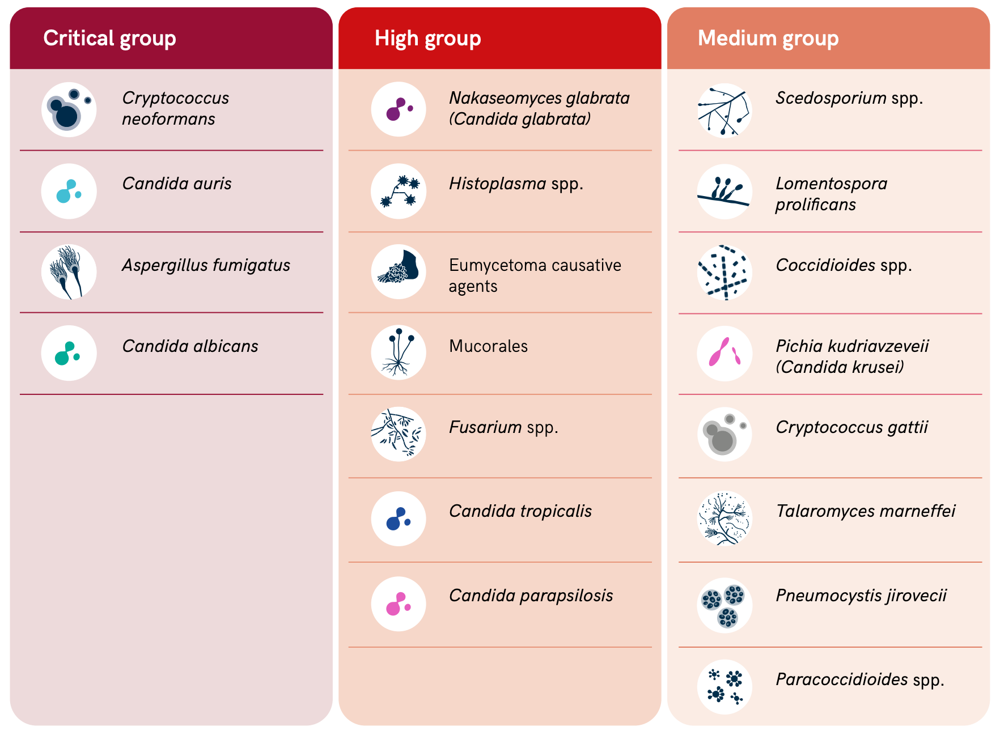 Critical group
Cryptococcus
neoformans
Candida auris
Aspergillus fumigatus
Candida albicans
High group
Nakaseomyces glabrata
(Candida glabrata)
Histoplasma spp.
Eumycetoma causative
agents
Mucorales
Fusarium spp.
Candida tropicalis
Candida parapsilosis
Medium group
Scedosporium spp.
Lomentospora
prolificans
Coccidioides spp.
Pichia kudriavzeveii
(Candida krusei)
Cryptococcus gattii
Talaromyces marneffei
Pneumocystis jirovecii
Paracoccidioides spp.